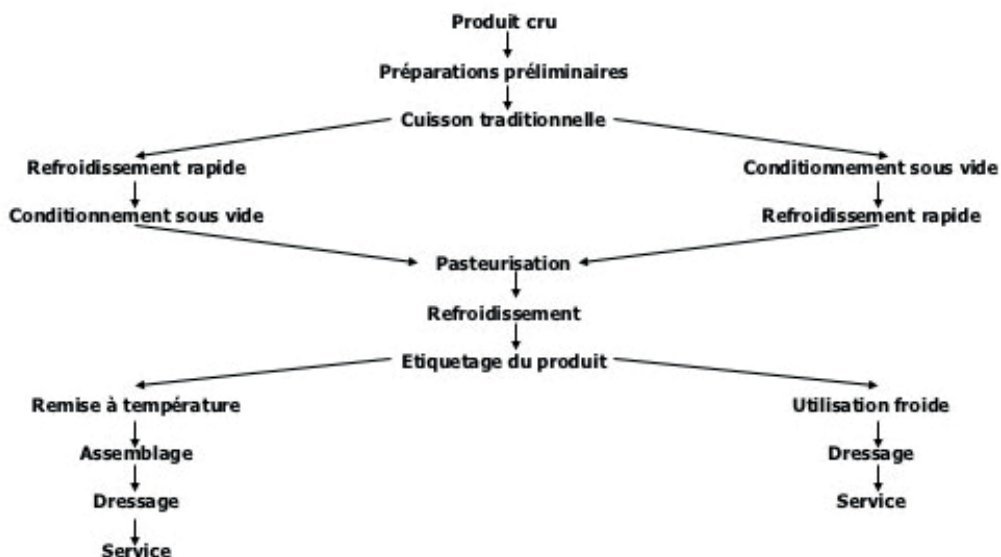 Produit cru
Préparations préliminaires
Cuisson traditionnelle
Refroidissement rapide
Conditionnement sous vide
Conditionnement sous vide
Refroidissement rapide
Pasteurisation
Refroidissement
Etiquetage du produit
Remise à température
Utilisation froide
Assemblage
Dressage
Dressage
Service
Service